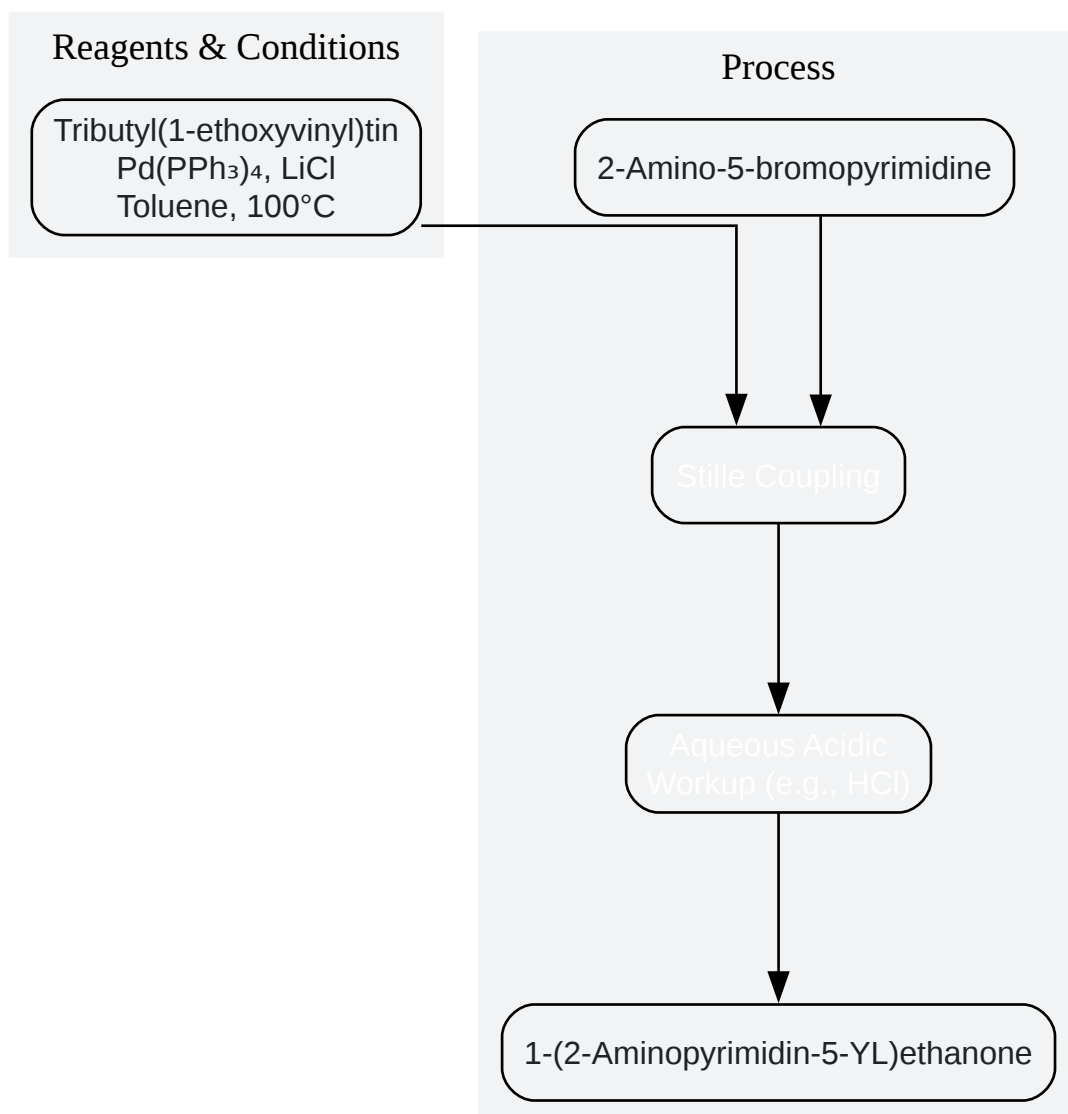 Reagents & Conditions
Tributyl(1-ethoxyvinyl)tin
Pd(PPh₃)₄, LiCl
Toluene, 100°C
Process
2-Amino-5-bromopyrimidine
Stille Coupling
Aqueous Acidic
Workup (e.g., HCl)
1-(2-Aminopyrimidin-5-YL)ethanone